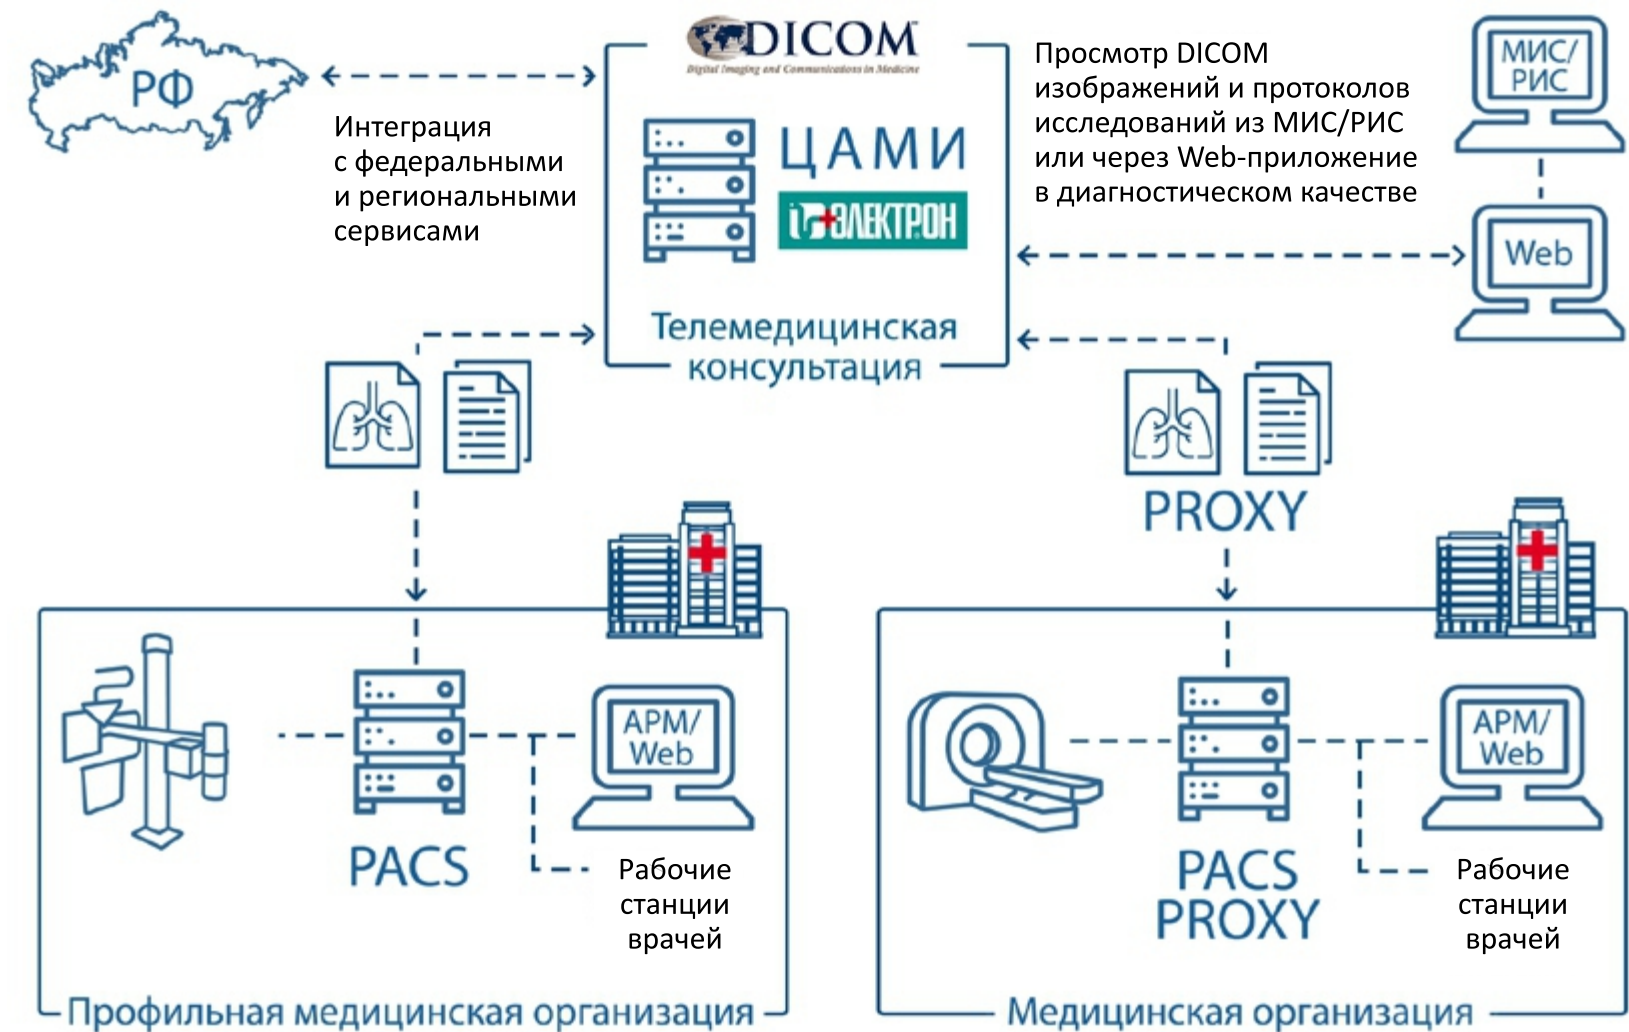 РФ
Интеграция
с федеральными
и региональными
сервисами
DICOM
Digital Imaging and Communications in Medicine
ЦАМИ
ЭЛЕКТРОН
Телемедицинская
консультация
Просмотр DICOM
изображений и протоколов
исследований из МИС/РИС
или через Web-приложение
в диагностическом качестве
МИС/
РИС
Web
PROXY
PACS
АРМ/
Web
Рабочие
станции
врачей
Профильная медицинская организация
PACS
PROXY
АРМ/
Web
Рабочие
станции
врачей
Медицинская организация